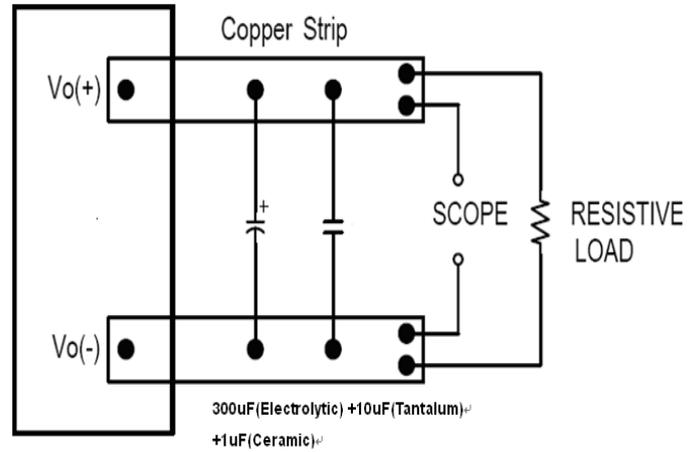 Copper Strip
Vo(+)
+
SCOPE
RESISTIVE
LOAD
Vo(-)
300uF(Electrolytic) +10uF(Tantalum)↵
+1uF(Ceramic)↵